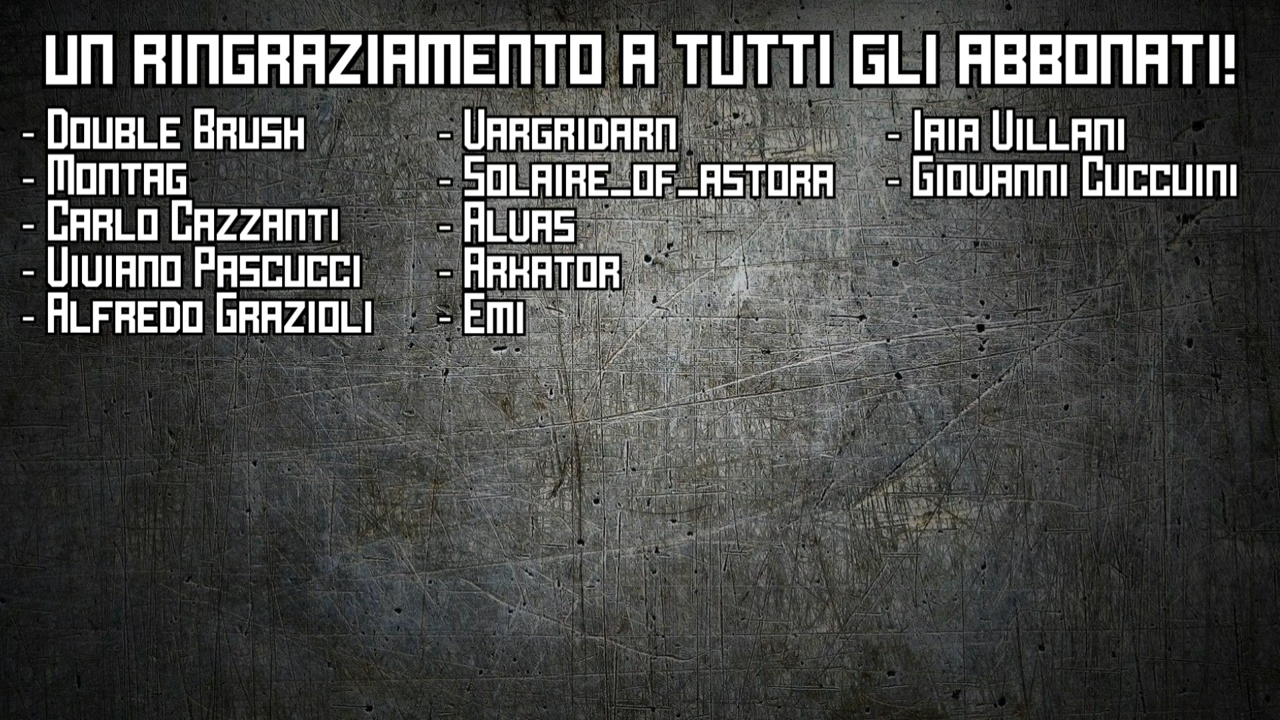 UN RINGRAZIAMENTO A TUTTI GLI ABBONATI!
- Double Brush
- Montag
- Carlo Cazzanti
- Viviano Pascucci
- Alfredo Grazioli
- Vargridarn
- Solaire_of_astora
- Alvas
- Arkator
- Emi
- Iaia Villani
- Giovanni Cuccuini